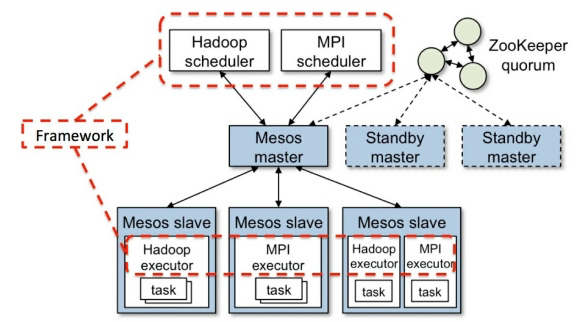 Hadoop
scheduler
MPI
scheduler
ZooKeeper
quorum
Framework
Mesos
master
Standby
master
Standby
master
Mesos slave
Hadoop
executor
task
Mesos slave
MPI
executor
task
Mesos slave
Hadoop
executor
task
MPI
executor
task